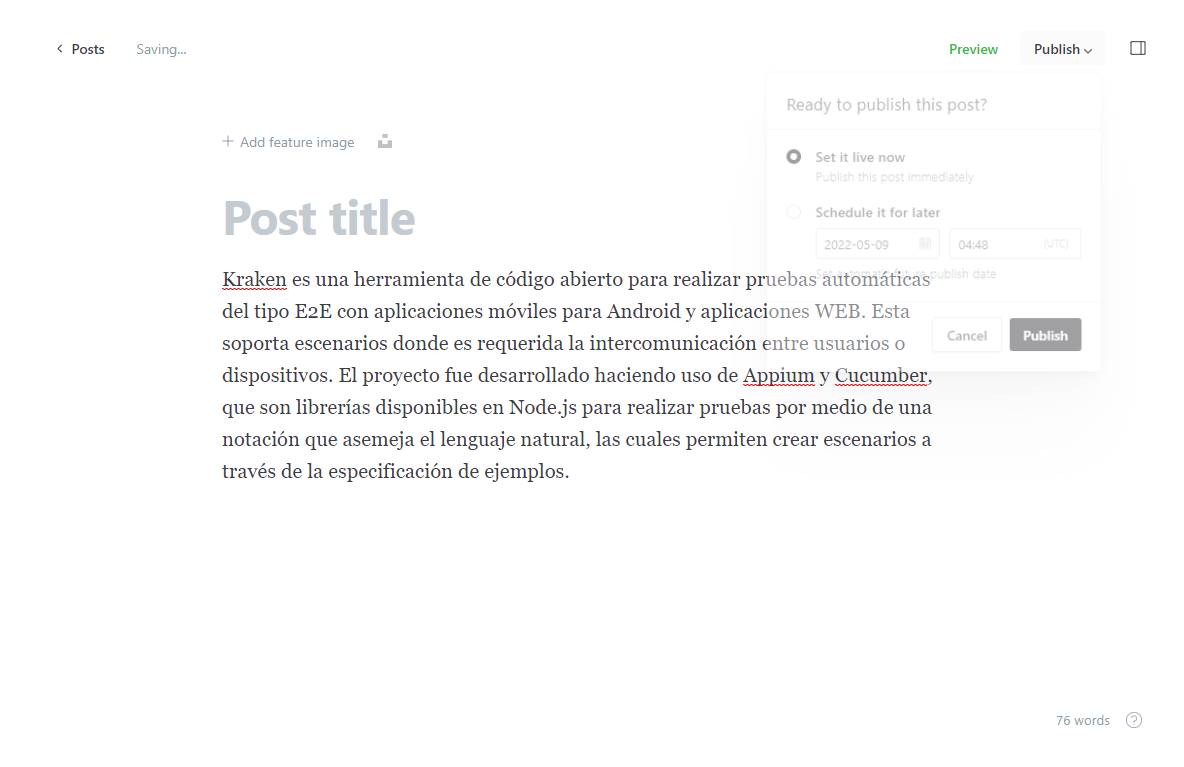 Posts
Saving...
Preview
Publish
Ready to publish this post?
Set it live now
Publish this post immediately
Schedule it for later
2022-05-09
04:48
(UTC)
Set automatic future publish date
Cancel
Publish
Add feature image
Post title
Kraken es una herramienta de código abierto para realizar pruebas automáticas
del tipo E2E con aplicaciones móviles para Android y aplicaciones WEB. Esta
soporta escenarios donde es requerida la intercomunicación entre usuarios o
dispositivos. El proyecto fue desarrollado haciendo uso de Appium y Cucumber,
que son librerías disponibles en Node.js para realizar pruebas por medio de una
notación que asemeja el lenguaje natural, las cuales permiten crear escenarios a
través de la especificación de ejemplos.
76 words
?